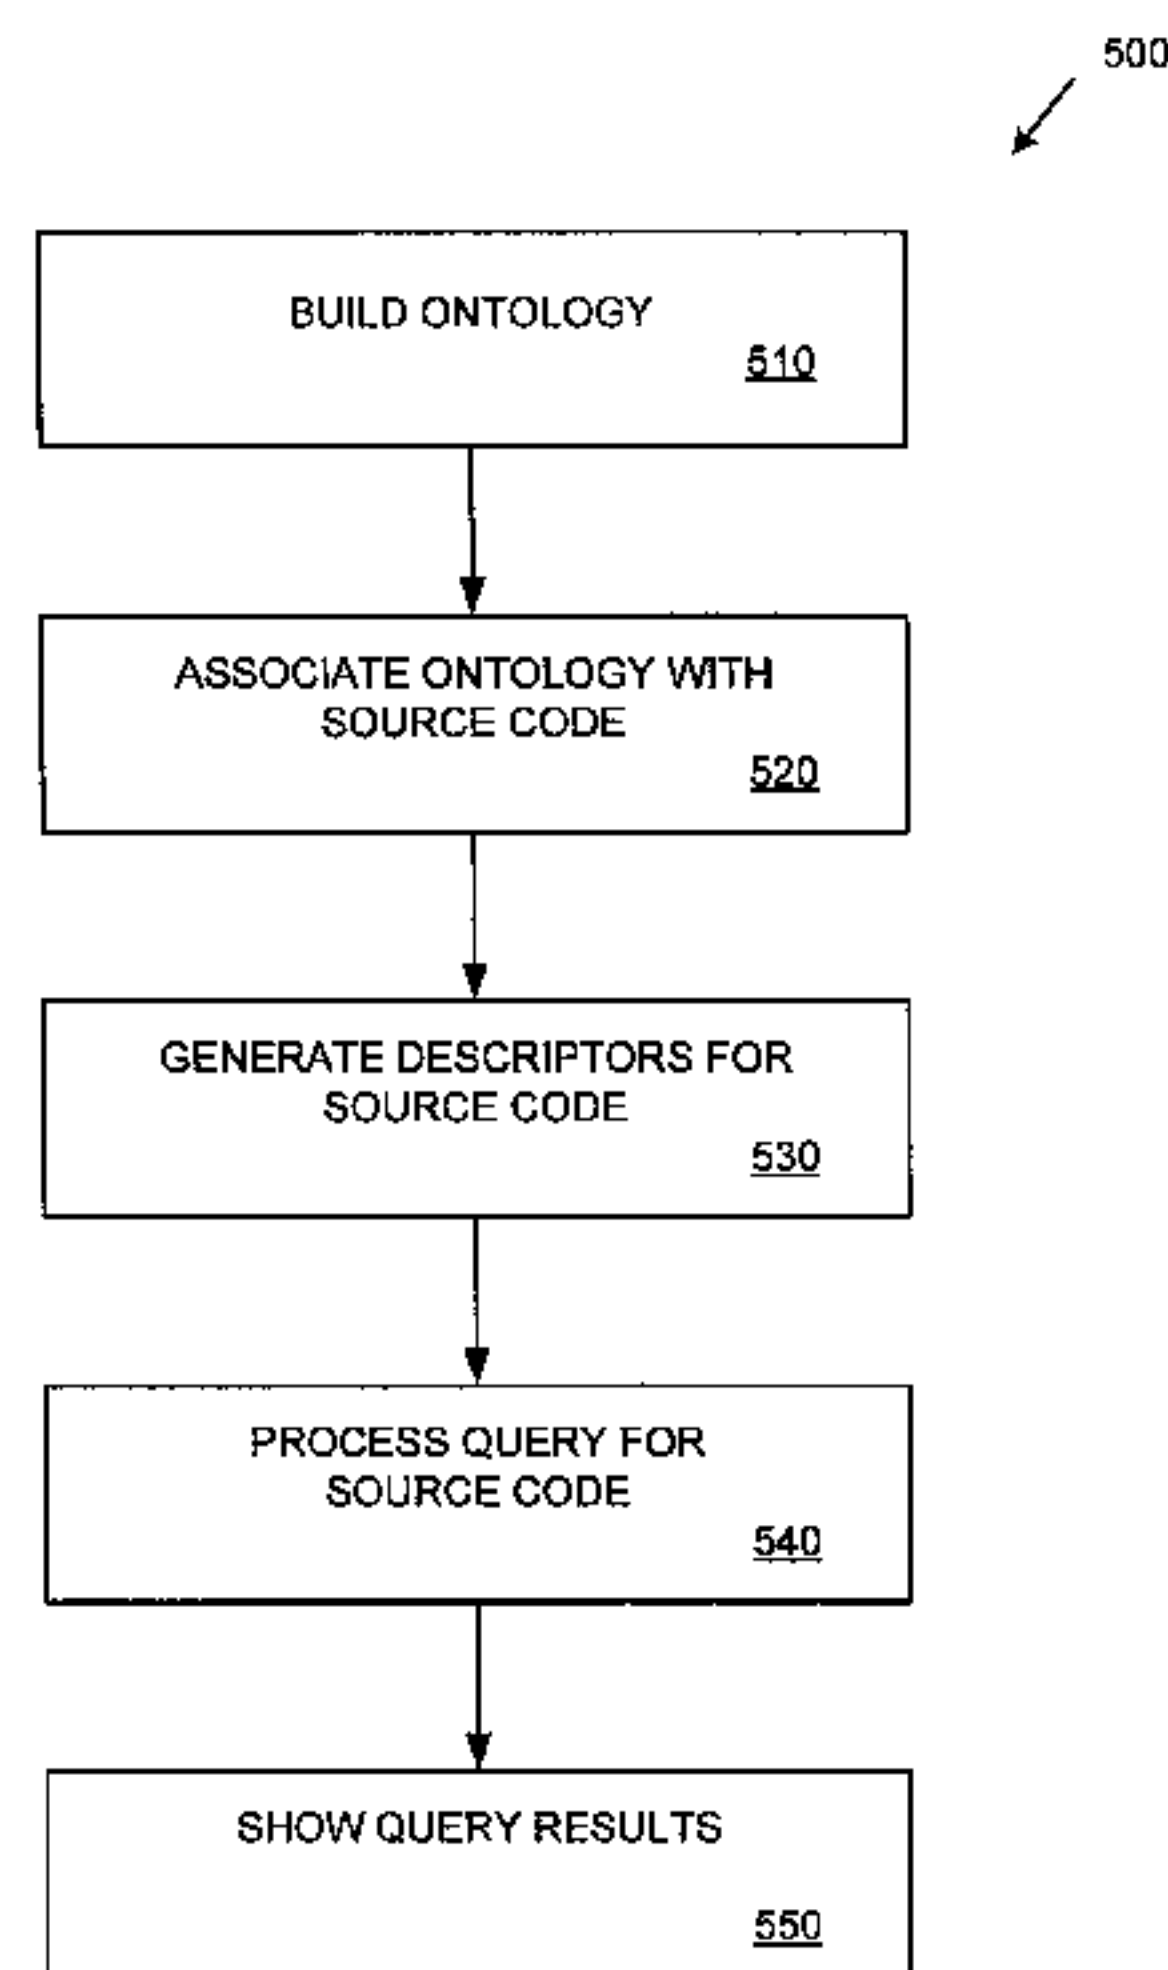 500
BUILD ONTOLOGY
510
ASSOCIATE ONTOLOGY WITH
SOURCE CODE
520
GENERATE DESCRIPTORS FOR
SOURCE CODE
530
PROCESS QUERY FOR
SOURCE CODE
540
SHOW QUERY RESULTS
550